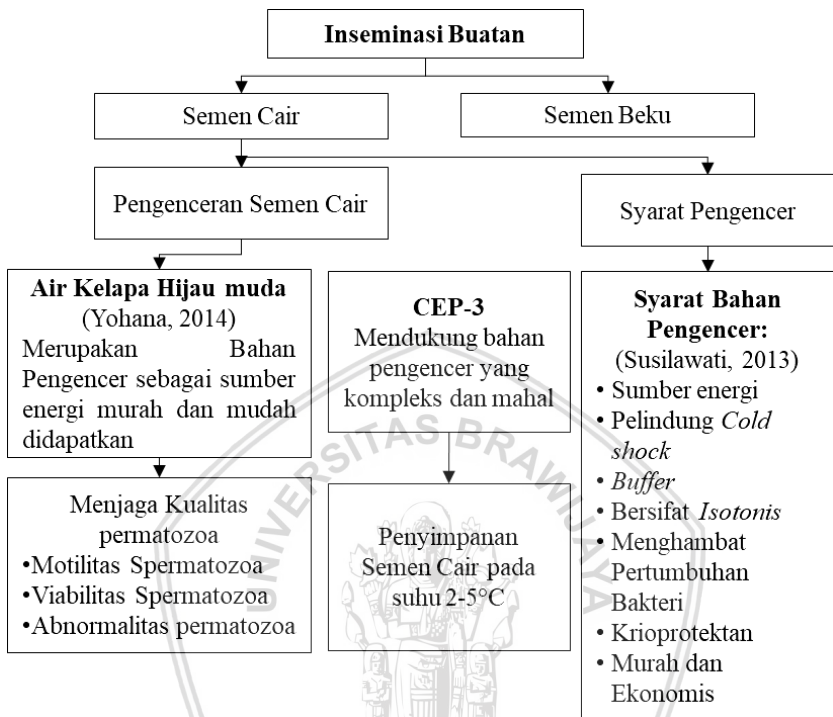 Inseminasi Buatan
Semen Cair
Semen Beku
Pengenceran Semen Cair
Syarat Pengencer
Air Kelapa Hijau muda
(Yohana, 2014)
Merupakan Bahan
Pengencer sebagai sumber
energi murah dan mudah
didapatkan
CEP-3
Mendukung bahan
pengencer yang
kompleks dan mahal
Syarat Bahan
Pengencer:
(Susilawati, 2013)
• Sumber energi
• Pelindung Cold
shock
• Buffer
• Bersifat Isotonis
• Menghambat
Pertumbuhan
Bakteri
• Krioprotektan
• Murah dan
Ekonomis
Menjaga Kualitas
permatozoa
•Motilitas Spermatozoa
•Viabilitas Spermatozoa
•Abnormalitas permatozoa
Penyimpanan
Semen Cair pada
suhu 2-5°C
UNIVERSITAS BRAWIJAYA